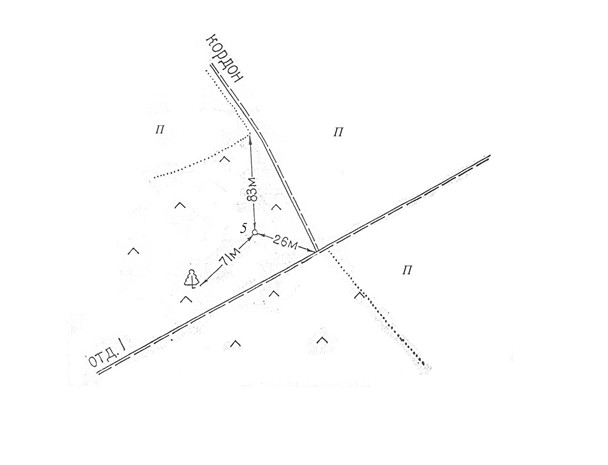 кордон
П
П
83м
5
26м
71м
П
отд. 1